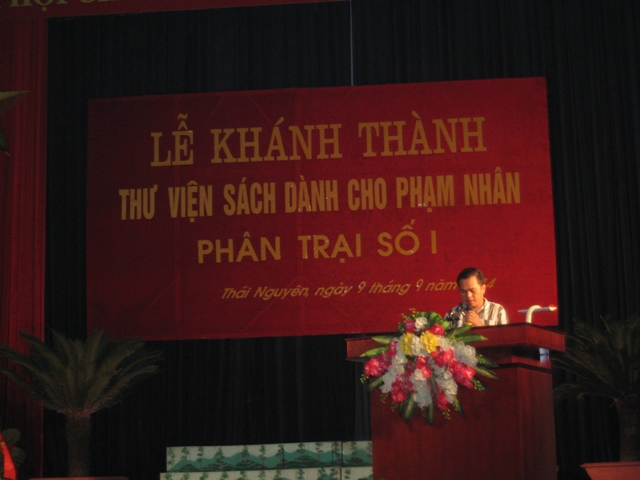 LỄ KHÁNH THÀNH
THƯ VIỆN SÁCH DÀNH CHO PHẠM NHÂN
PHÂN TRẠI SỐ I
Thái Nguyên, ngày 9 tháng 9 năm